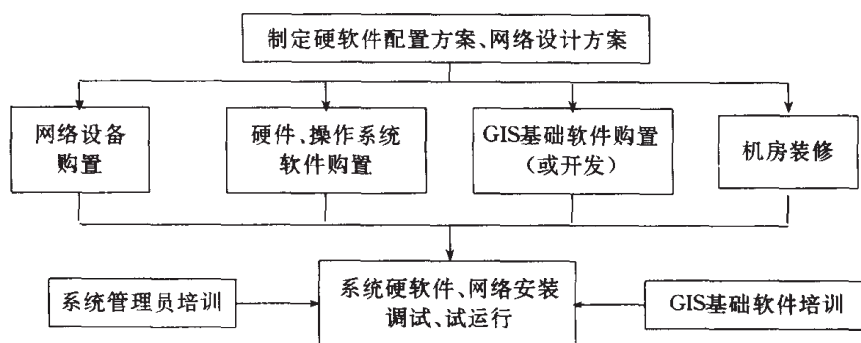 制定硬软件配置方案、网络设计方案
网络设备
购置
硬件、操作系统
软件购置
GIS基础软件购置
(或开发)
机房装修
系统管理员培训
系统硬软件、网络安装
调试、试运行
GIS基础软件培训